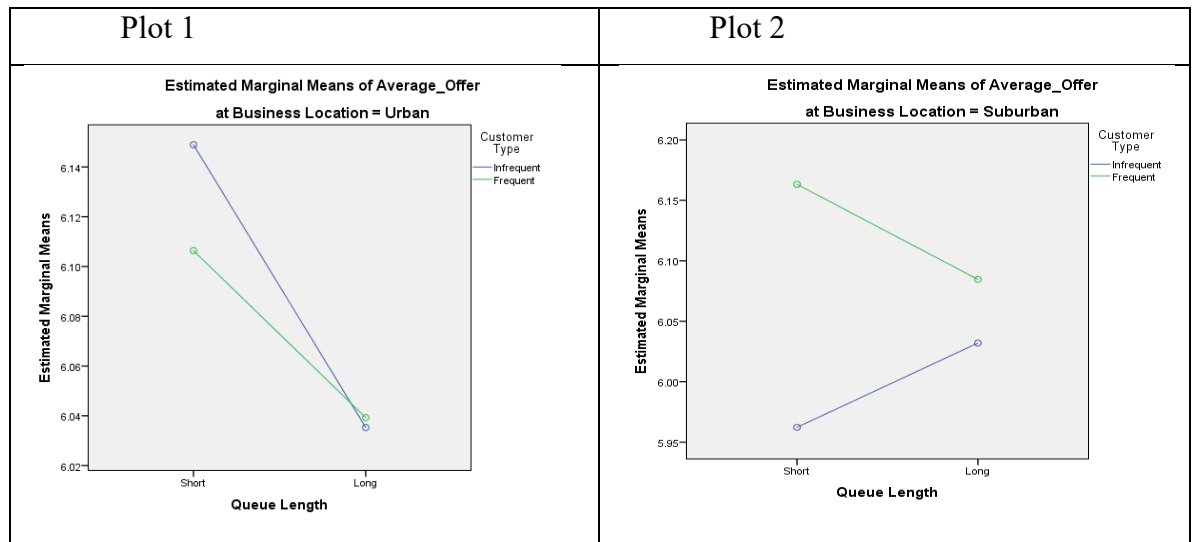 Plot 1
Plot 2
Estimated Marginal Means of Average_Offer
at Business Location = Urban
Customer
Type
Infrequent
Frequent
Estimated Marginal Means
6.14
6.12
6.10
6.08
6.06
6.04
6.02
Short
Long
Queue Length
Estimated Marginal Means of Average_Offer
at Business Location = Suburban
Customer
Type
Infrequent
Frequent
Estimated Marginal Means
6.20
6.15
6.10
6.05
6.00
5.95
Short
Long
Queue Length